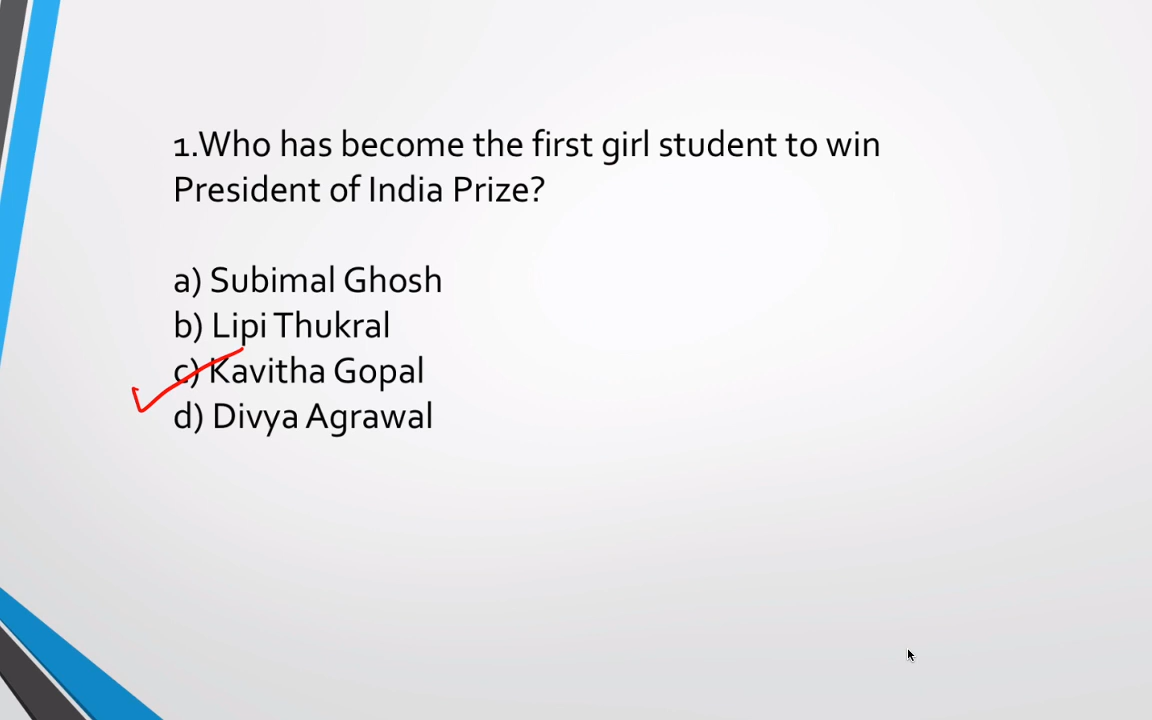 1.Who has become the first girl student to win
President of India Prize?
a) Subimal Ghosh
b) Lipi Thukral
c) Kavitha Gopal
d) Divya Agrawal